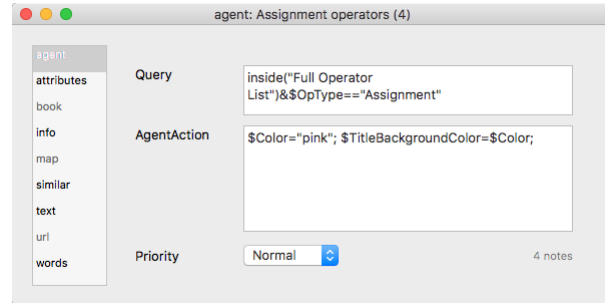 agent: Assignment operators (4)
agent
attributes
book
info
map
similar
text
url
words
Query
inside("Full Operator
List")&$OpType=="Assignment"
AgentAction
$Color="pink"; $TitleBackgroundColor=$Color;
Priority
Normal
4 notes